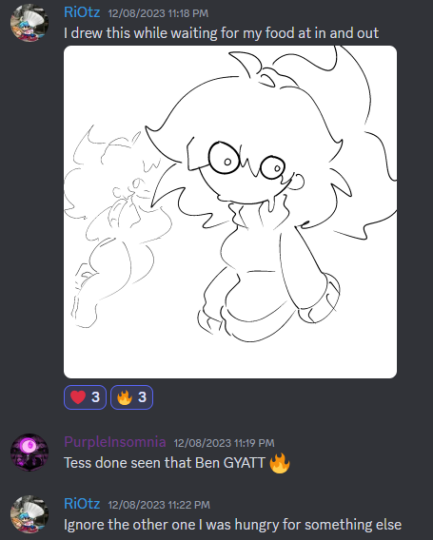 RiOtz 12/08/2023 11:18 PM
I drew this while waiting for my food at in and out
❤️ 3 🔥 3
PurpleInsomnia 12/08/2023 11:19 PM
Tess done seen that Ben GYATT 🔥
RiOtz 12/08/2023 11:22 PM
Ignore the other one I was hungry for something else